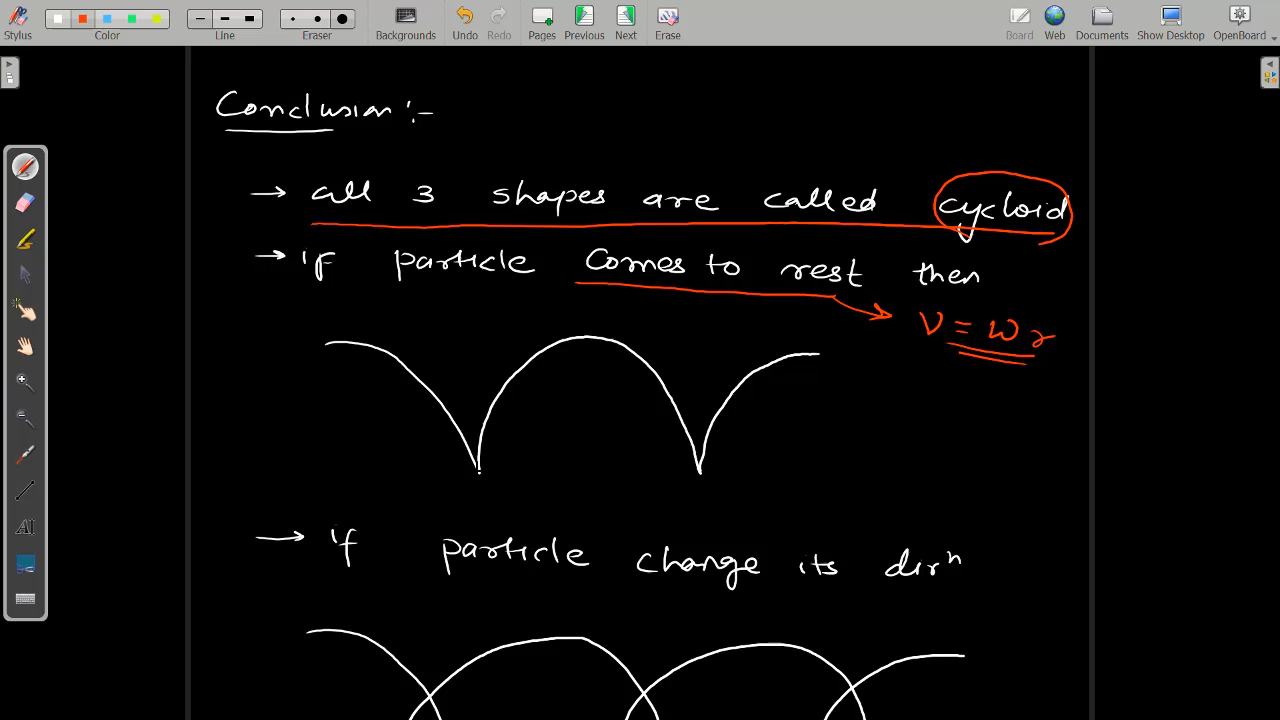 Stylus
Color
Line
Eraser
Backgrounds
Undo
Redo
Pages
Previous
Next
Erase
Board
Web
Documents
Show Desktop
OpenBoard
Conclusion :-
→ all 3 shapes are called cycloid
→ if particle comes to rest then
v = ωr
→ if particle change its dirⁿ
AI